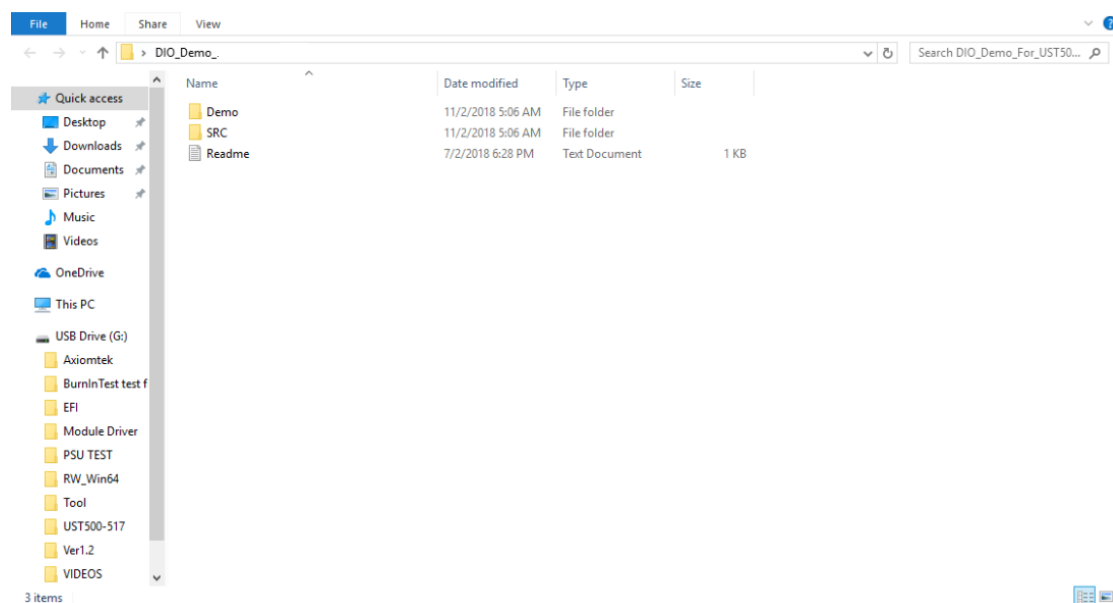 File Home Share View
DIO_Demo_.
Search DIO_Demo_For_UST50...
Name Date modified Type Size
Quick access
Desktop
Downloads
Documents
Pictures
Music
Videos
OneDrive
This PC
USB Drive (G:)
Axiomtek
BurnInTest test f
EFI
Module Driver
PSU TEST
RW_Win64
Tool
UST500-517
Ver1.2
VIDEOS
Demo 11/2/2018 5:06 AM File folder
SRC 11/2/2018 5:06 AM File folder
Readme 7/2/2018 6:28 PM Text Document 1 KB
3 items